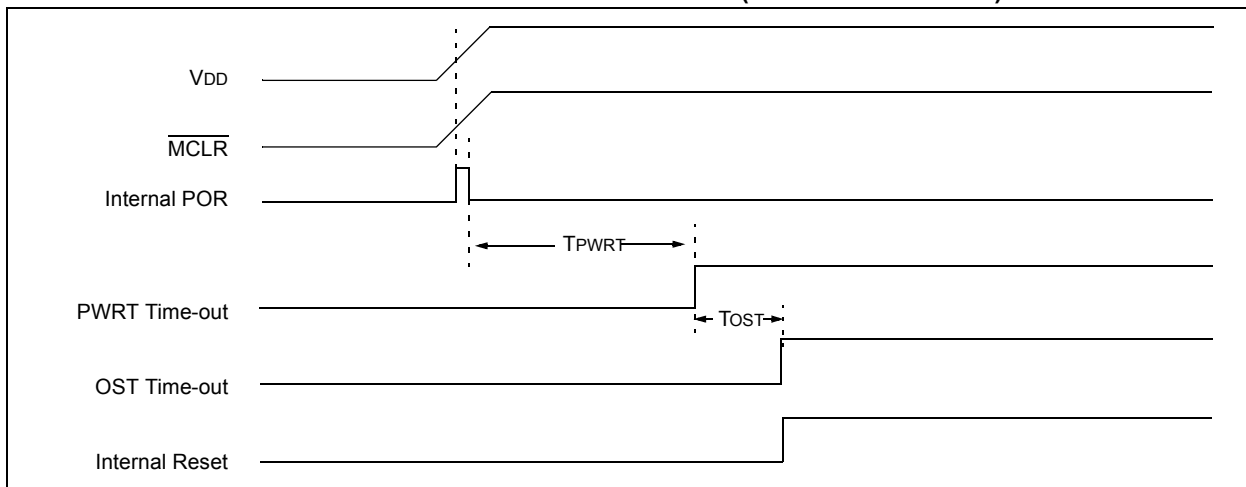 VDD
MCLR
Internal POR
TPWRT
PWRT Time-out
TOST
OST Time-out
Internal Reset